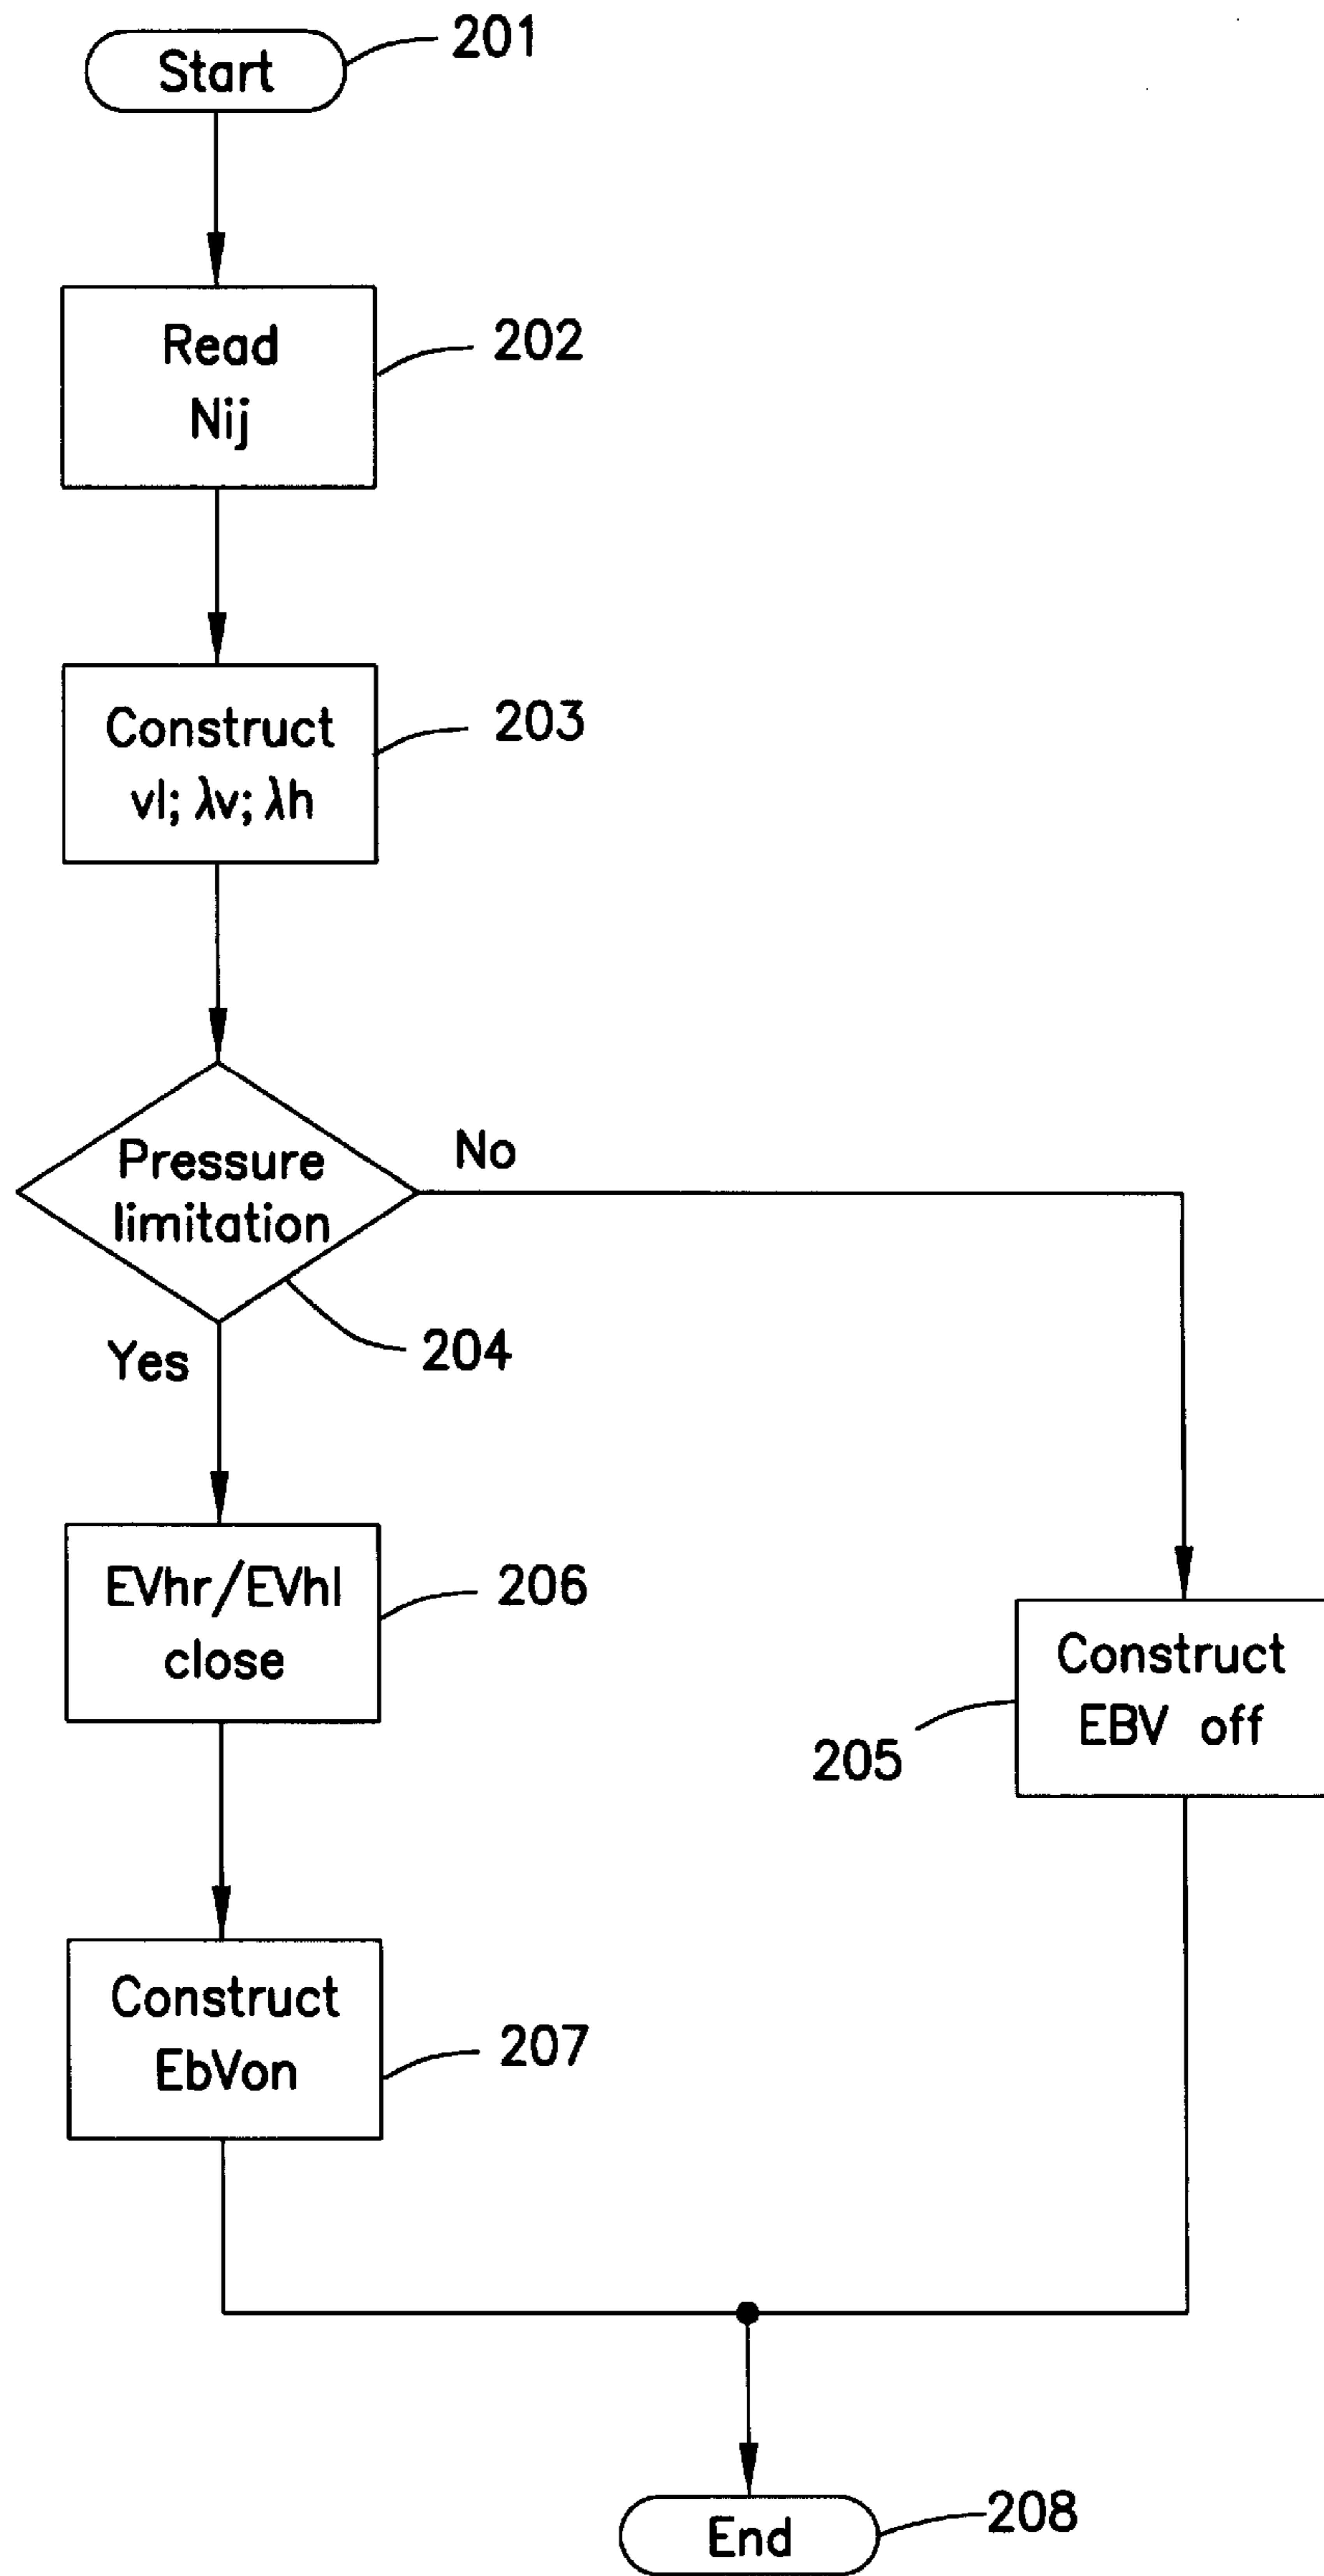 Start
201
Read
Nij
202
Construct
vl; λv; λh
203
Pressure
limitation
No
204
Yes
EVhr/EVhl
close
206
Construct
EBV off
205
Construct
EbVon
207
End
208